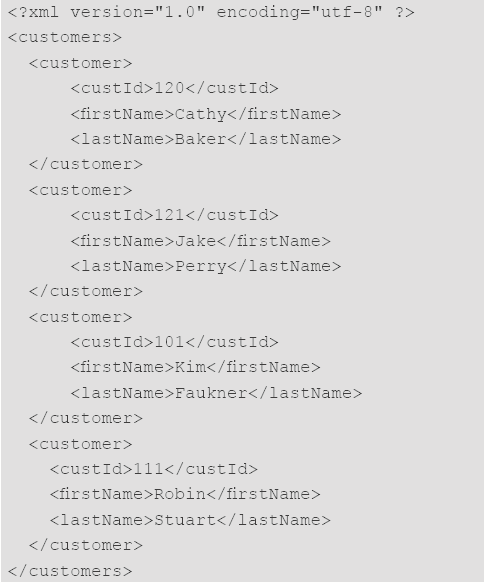 <?xml version="1.0" encoding="utf-8" ?>
<customers>
  <customer>
      <custId>120</custId>
      <firstName>Cathy</firstName>
      <lastName>Baker</lastName>
  </customer>
  <customer>
      <custId>121</custId>
      <firstName>Jake</firstName>
      <lastName>Perry</lastName>
  </customer>
  <customer>
      <custId>101</custId>
      <firstName>Kim</firstName>
      <lastName>Faukner</lastName>
  </customer>
  <customer>
    <custId>111</custId>
    <firstName>Robin</firstName>
    <lastName>Stuart</lastName>
  </customer>
</customers>